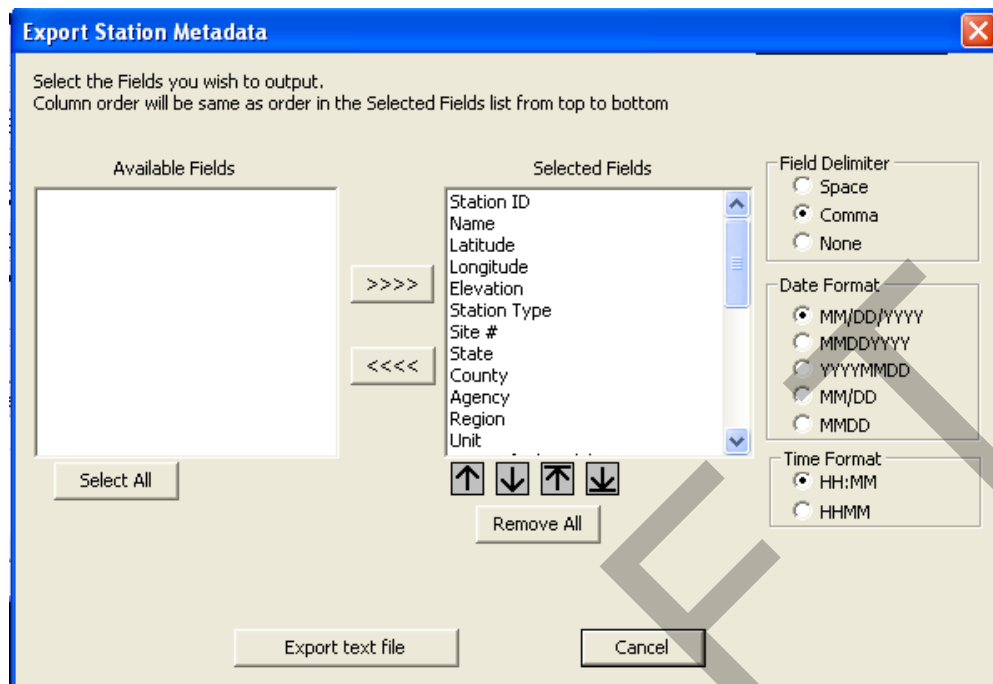 Export Station Metadata
Select the Fields you wish to output.
Column order will be same as order in the Selected Fields list from top to bottom
Available Fields
Select All
>>>>
<<<<
Selected Fields
Station ID
Name
Latitude
Longitude
Elevation
Station Type
Site #
State
County
Agency
Region
Unit
Remove All
Field Delimiter
Space
Comma
None
Date Format
MM/DD/YYYY
MMDDYYYY
YYYYMMDD
MM/DD
MMDD
Time Format
HH:MM
HHMM
Export text file
Cancel